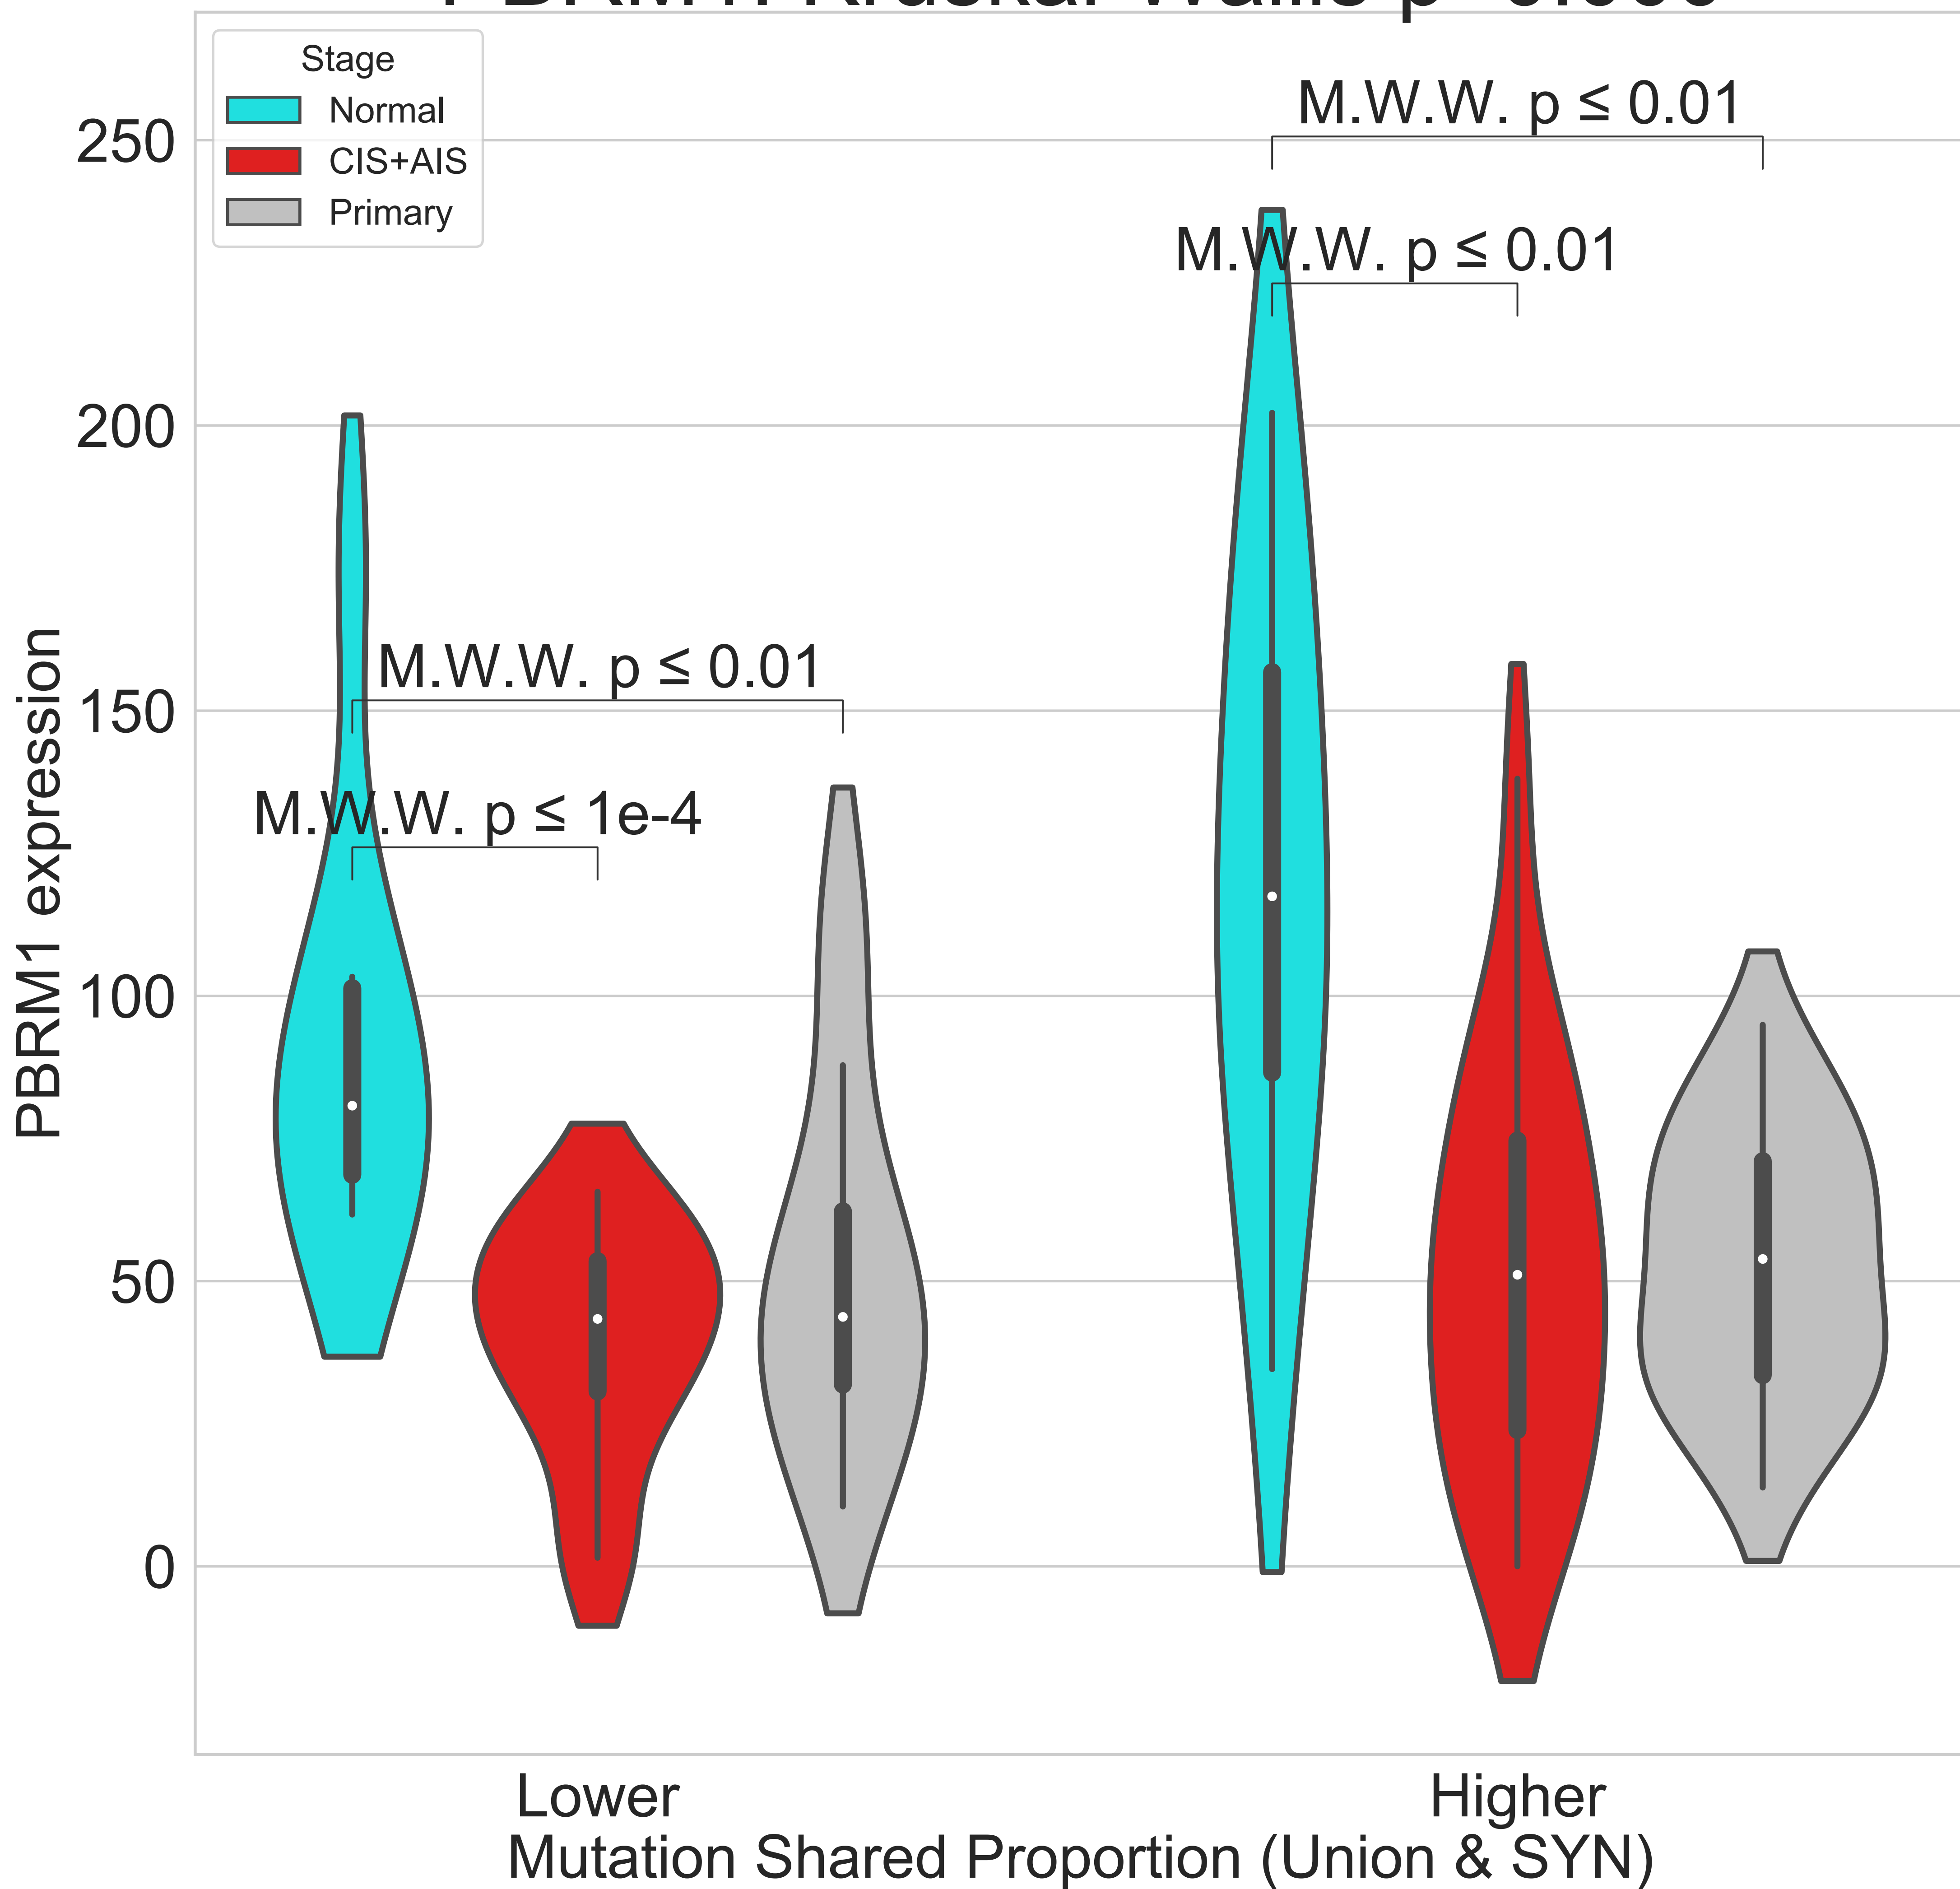 Stage
Normal
CIS+AIS
Primary
M.W.W. p ≤ 0.01
M.W.W. p ≤ 0.01
M.W.W. p ≤ 0.01
M.W.W. p ≤ 1e-4
250
200
150
100
50
0
PBRM1 expression
Lower
Higher
Mutation Shared Proportion (Union & SYN)